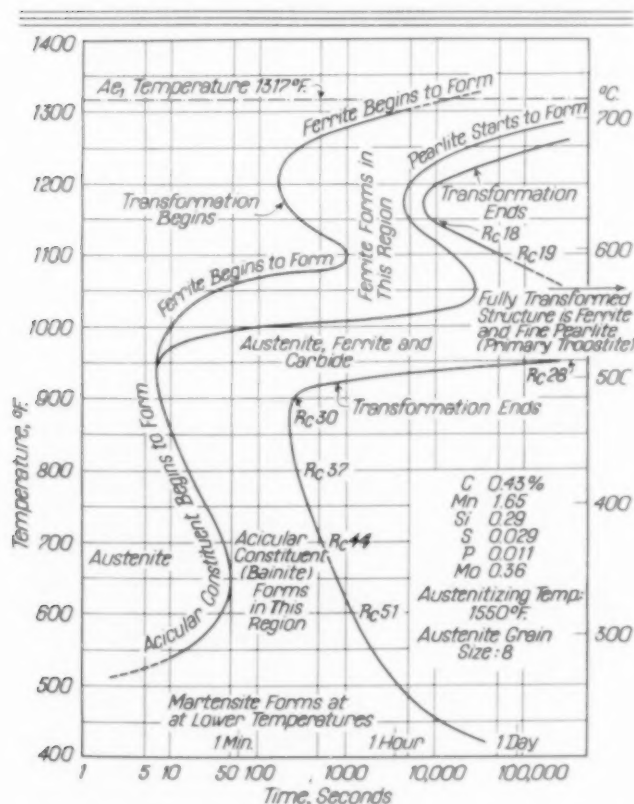 1400
Ae₁ Temperature 1317°F.
°C.
1300
Ferrite Begins to Form
700
Pearlite Starts to Form
1200
Transformation
Begins
Ferrite Forms in
This Region
Transformation
Ends
Rc 18
Rc 19
1100
Ferrite Begins to Form
600
Fully Transformed
Structure is Ferrite
and Fine Pearlite
(Primary Troostite)
1000
Austenite, Ferrite and
Carbide
Rc 28
500
900
Rc 30
Transformation Ends
800
Rc 37
Temperature, °F.
Acicular Constituent Begins to Form
C 0.43%
Mn 1.65
Si 0.29
S 0.029
P 0.011
Mo 0.36
400
700
Austenite
Acicular
Constituent
(Bainite)
Forms
in This
Region
Rc 44
Austenitizing Temp:
1550°F.
Austenite Grain
Size: 8
600
Rc 51
300
500
Martensite Forms at
at Lower Temperatures
1 Min.
1 Hour
1 Day
400
1
5
10
50
100
1000
10,000
100,000
Time, Seconds